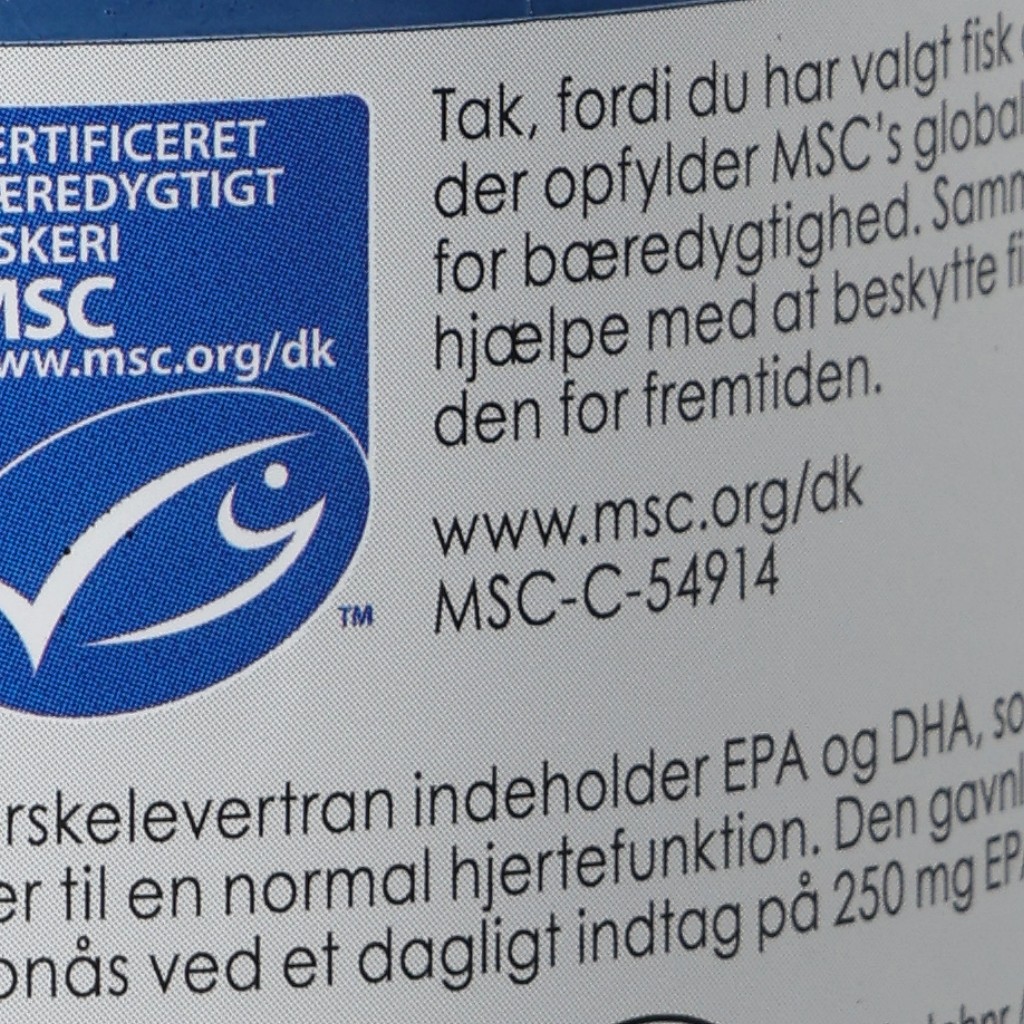 ERTIFICERET
ÆREDYGTIGT
SKERI
MSC
www.msc.org/dk
TM
Tak, fordi du har valgt fisk
der opfylder MSC's global
for bæredygtighed. Samm
hjælpe med at beskytte fi
den for fremtiden.
www.msc.org/dk
MSC-C-54914
rskelevertran indeholder EPA og DHA, so
er til en normal hjertefunktion. Den gavnl
pnås ved et dagligt indtag på 250 mg EPA